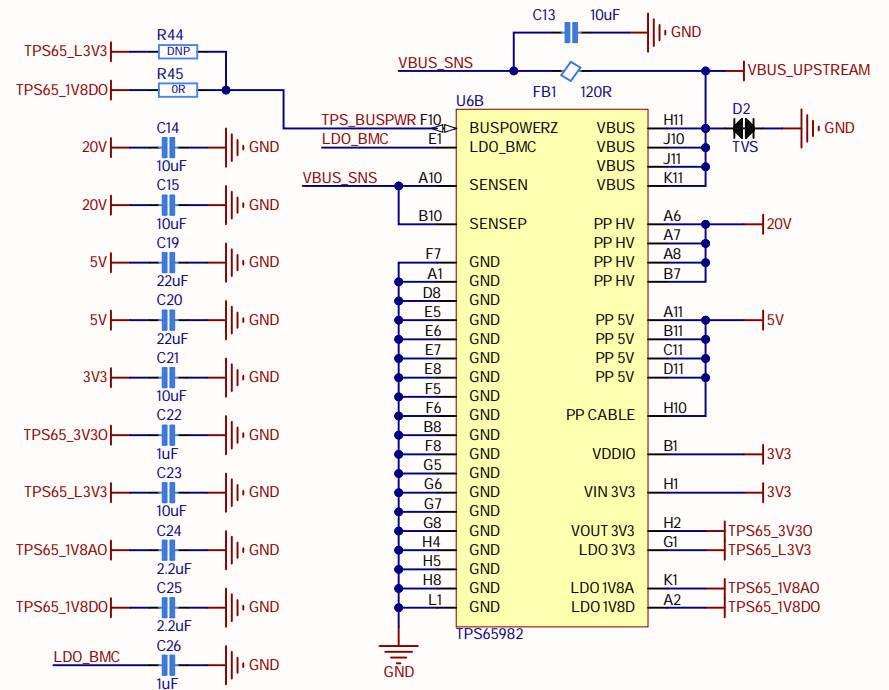 C13 10uF
GND
VBUS_SNS
VBUS_UPSTREAM
FB1 120R
R44
TPS65_L3V3 DNP
R45
TPS65_1V8DO 0R
U6B
TPS_BUSPWR F10 BUSPOWERZ
LDO_BMC E1 LDO_BMC
VBUS_SNS A10 SENSEN
B10 SENSEP
F7 GND
A1 GND
D8 GND
E5 GND
E6 GND
E7 GND
E8 GND
F5 GND
F6 GND
B8 GND
F8 GND
G5 GND
G6 GND
G7 GND
G8 GND
H4 GND
H5 GND
H8 GND
L1 GND
GND
TPS65982
VBUS H11
VBUS J10
VBUS J11
VBUS K11
D2
TVS
GND
PP HV A6 20V
PP HV A7
PP HV A8
PP HV B7
PP 5V A11 5V
PP 5V B11
PP 5V C11
PP 5V D11
PP CABLE H10
VDDIO B1 3V3
VIN 3V3 H1 3V3
VOUT 3V3 H2 TPS65_3V3O
LDO 3V3 G1 TPS65_L3V3
LDO 1V8A K1 TPS65_1V8AO
LDO 1V8D A2 TPS65_1V8DO
C14
20V GND
10uF
C15
20V GND
10uF
C19
5V GND
22uF
C20
5V GND
22uF
C21
3V3 GND
10uF
C22
TPS65_3V3O GND
1uF
C23
TPS65_L3V3 GND
10uF
C24
TPS65_1V8AO GND
2.2uF
C25
TPS65_1V8DO GND
2.2uF
C26
LDO_BMC GND
1uF